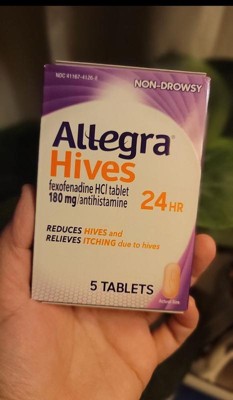 NON-DROWSY
Allegra®
Hives
fexofenadine HCl tablet
180 mg/antihistamine
24 HR
REDUCES HIVES and
RELIEVES ITCHING due to hives
5 TABLETS